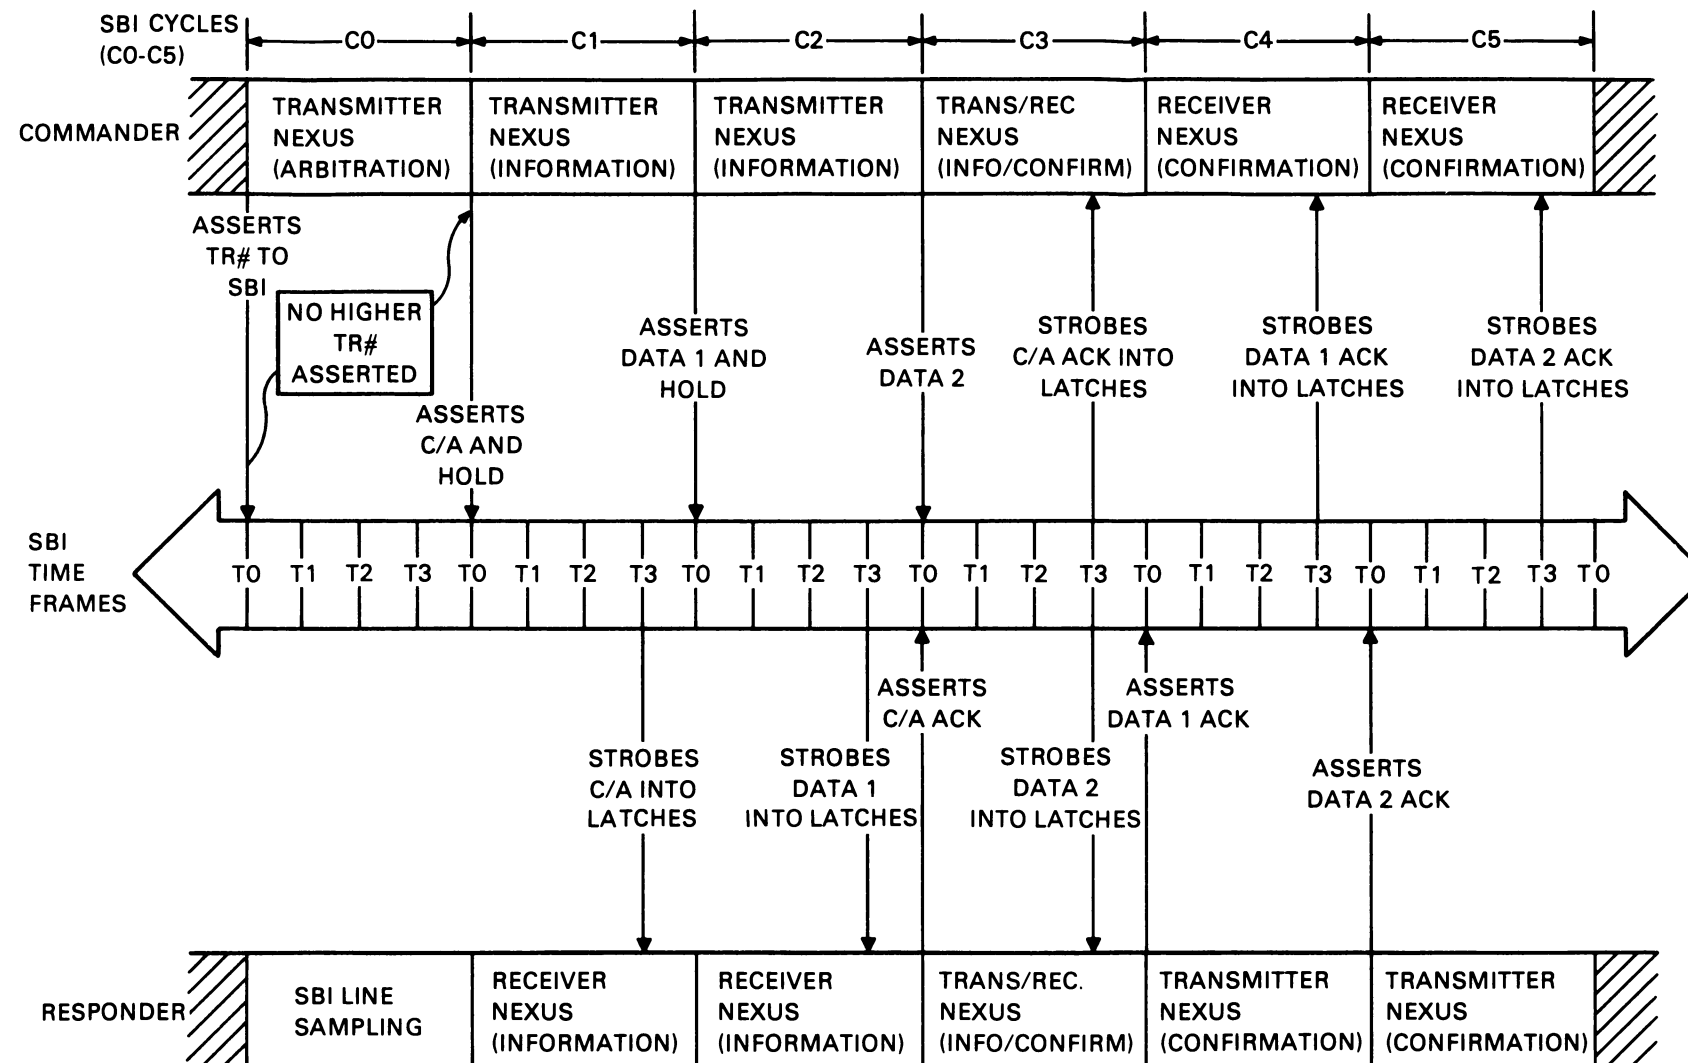 SBI CYCLES
(C0-C5)
C0 C1 C2 C3 C4 C5
COMMANDER
TRANSMITTER
NEXUS
(ARBITRATION)
TRANSMITTER
NEXUS
(INFORMATION)
TRANSMITTER
NEXUS
(INFORMATION)
TRANS/REC
NEXUS
(INFO/CONFIRM)
RECEIVER
NEXUS
(CONFIRMATION)
RECEIVER
NEXUS
(CONFIRMATION)
ASSERTS
TR# TO
SBI
NO HIGHER
TR#
ASSERTED
ASSERTS
C/A AND
HOLD
ASSERTS
DATA 1 AND
HOLD
ASSERTS
DATA 2
STROBES
C/A ACK INTO
LATCHES
STROBES
DATA 1 ACK
INTO LATCHES
STROBES
DATA 2 ACK
INTO LATCHES
SBI
TIME
FRAMES
T0 T1 T2 T3 T0 T1 T2 T3 T0 T1 T2 T3 T0 T1 T2 T3 T0 T1 T2 T3 T0 T1 T2 T3 T0
STROBES
C/A INTO
LATCHES
STROBES
DATA 1
INTO LATCHES
ASSERTS
C/A ACK
STROBES
DATA 2
INTO LATCHES
ASSERTS
DATA 1 ACK
ASSERTS
DATA 2 ACK
RESPONDER
SBI LINE
SAMPLING
RECEIVER
NEXUS
(INFORMATION)
RECEIVER
NEXUS
(INFORMATION)
TRANS/REC.
NEXUS
(INFO/CONFIRM)
TRANSMITTER
NEXUS
(CONFIRMATION)
TRANSMITTER
NEXUS
(CONFIRMATION)